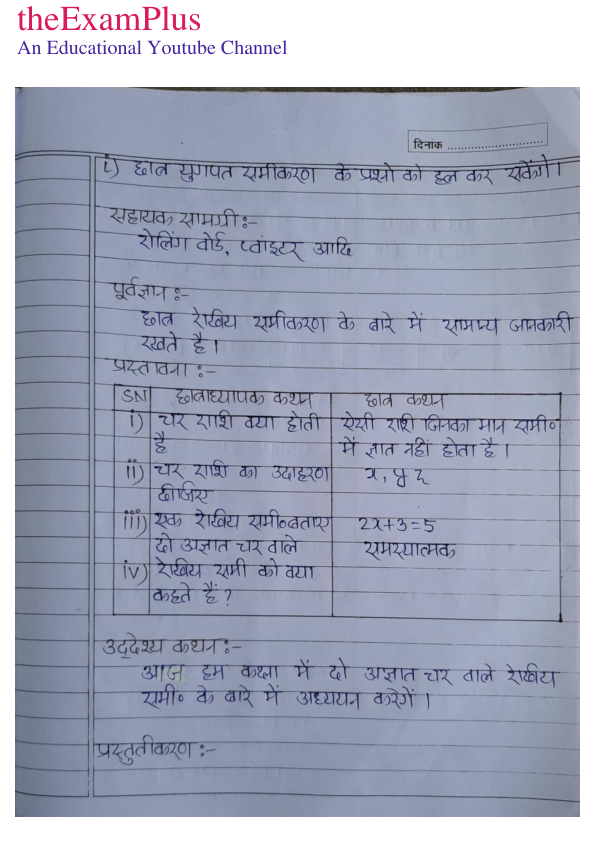 theExamPlus
An Educational Youtube Channel
दिनांक ..............................
i) छात्र युगपत समीकरण के प्रश्नो को हल कर सकेंगे।
सहायक सामग्री :-
रोलिंग बोर्ड, प्वांइटर आदि
पूर्वज्ञान :-
छात्र रेखिय समीकरण के बारे में सामन्य जानकारी
रखते है।
प्रस्तावना :-
SN छात्राध्यापक कथन छात्र कथन
i) चर राशि क्या होती ऐसी राशि जिनका मान समी०
है में ज्ञात नहीं होता है।
ii) चर राशि का उदाहरण x, y z
दीजिए
iii) एक रेखिय समी० बताए 2x+3=5
दो अज्ञात चर वाले समस्यात्मक
iv) रेखिय समी को क्या
कहते हैं ?
उद्देश्य कथन :-
आज हम कक्षा में दो अज्ञात चर वाले रेखिय
समी० के बारे में अध्ययन करेगें।
प्रस्तुतीकरण :-